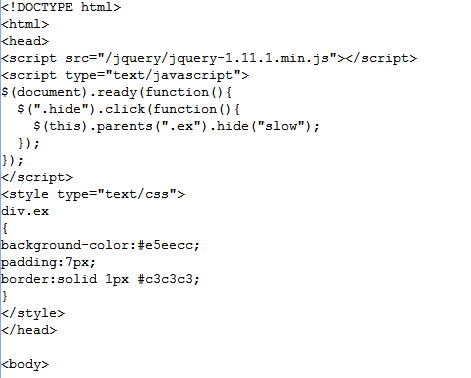 <!DOCTYPE html>
<html>
<head>
<script src="/jquery/jquery-1.11.1.min.js"></script>
<script type="text/javascript">
$(document).ready(function(){
  $(".hide").click(function(){
    $(this).parents(".ex").hide("slow");
  });
});
</script>
<style type="text/css">
div.ex
{
background-color:#e5eecc;
padding:7px;
border:solid 1px #c3c3c3;
}
</style>
</head>

<body>